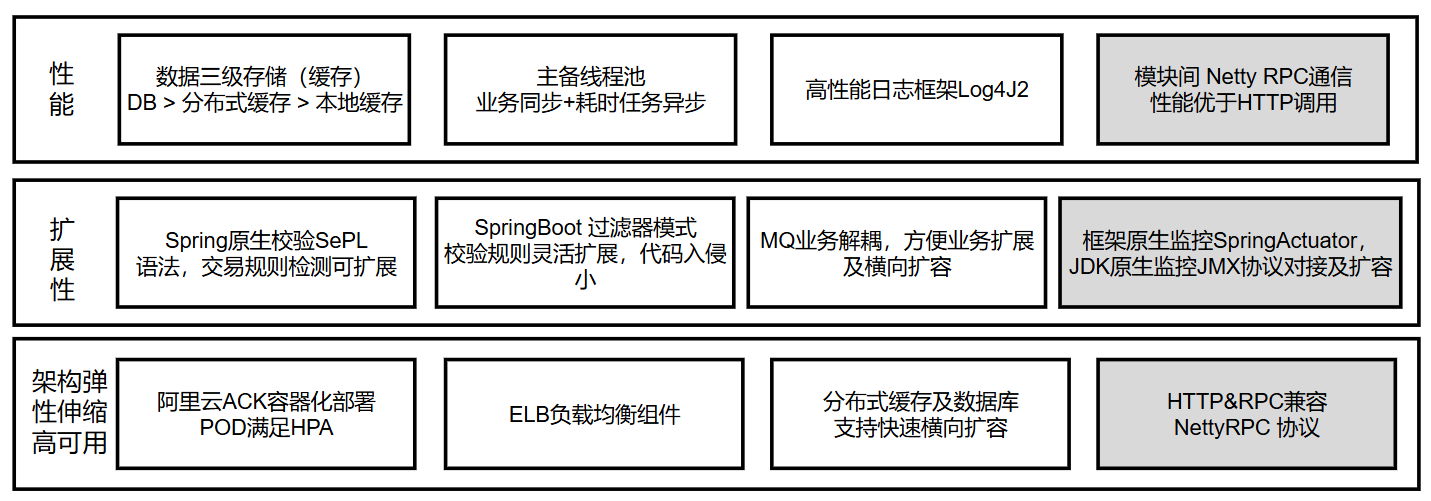 性
能
数据三级存储（缓存）
DB > 分布式缓存 > 本地缓存
主备线程池
业务同步+耗时任务异步
高性能日志框架Log4J2
模块间 Netty RPC通信
性能优于HTTP调用
扩
展
性
Spring原生校验SePL
语法，交易规则检测可扩展
SpringBoot 过滤器模式
校验规则灵活扩展，代码入侵
小
MQ业务解耦，方便业务扩展
及横向扩容
框架原生监控SpringActuator，
JDK原生监控JMX协议对接及扩容
架构弹
性伸缩
高可用
阿里云ACK容器化部署
POD满足HPA
ELB负载均衡组件
分布式缓存及数据库
支持快速横向扩容
HTTP&RPC兼容
NettyRPC 协议